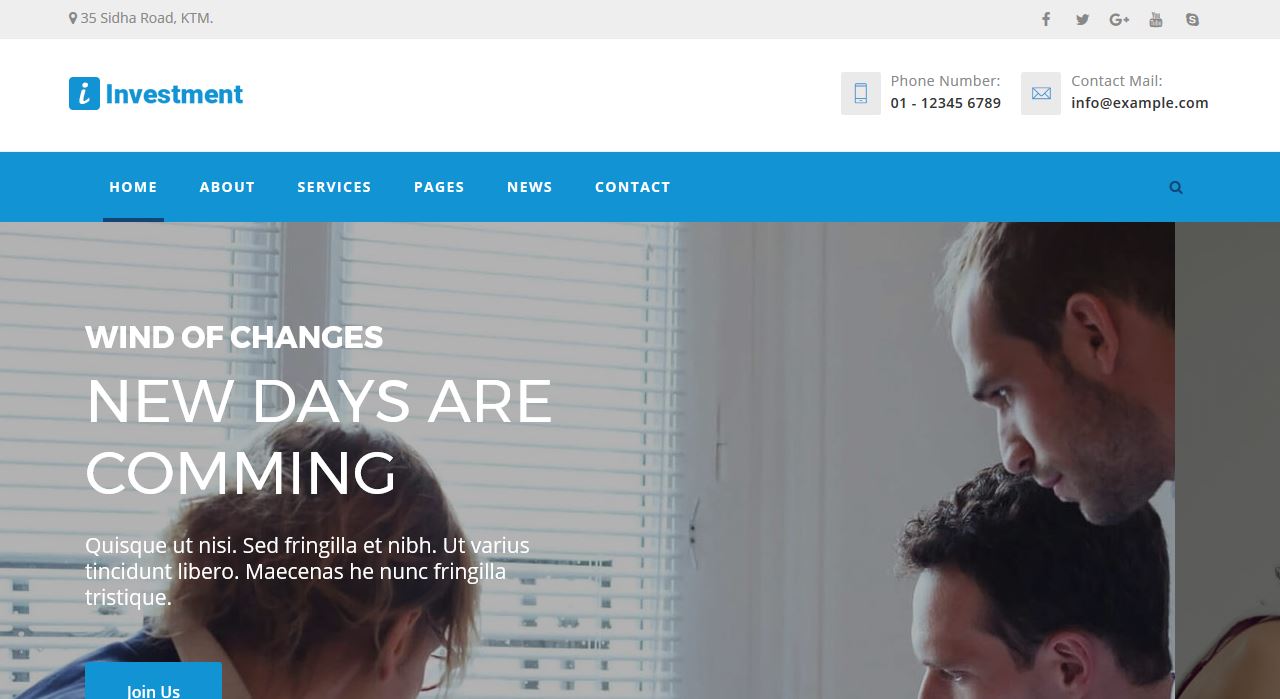 35 Sidha Road, KTM.
i Investment
Phone Number:
01 - 12345 6789
Contact Mail:
info@example.com
HOME ABOUT SERVICES PAGES NEWS CONTACT
WIND OF CHANGES
NEW DAYS ARE
COMMING
Quisque ut nisi. Sed fringilla et nibh. Ut varius
tincidunt libero. Maecenas he nunc fringilla
tristique.
Join Us